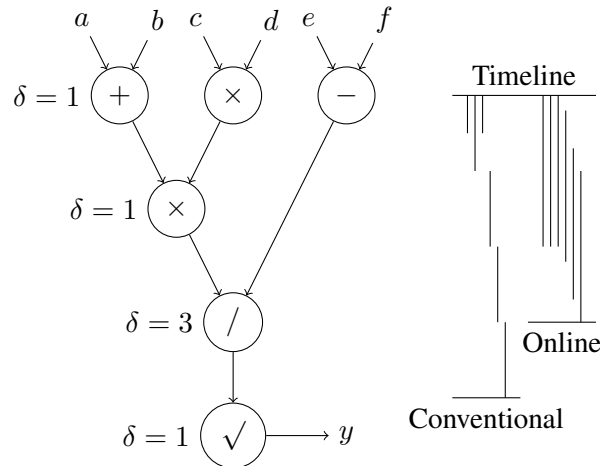 a b c d e f
Timeline
δ = 1 + × −
δ = 1 ×
δ = 3 /
Online
Conventional
δ = 1 √ y